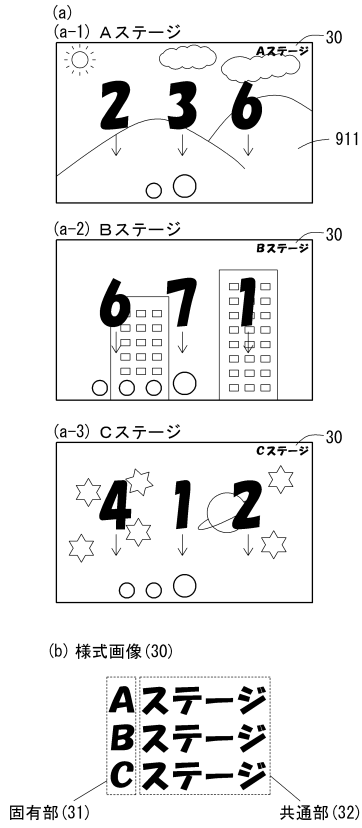 (a)
(a-1) Aステージ
30
Aステージ
2 3 6
911
(a-2) Bステージ
30
Bステージ
6 7 1
(a-3) Cステージ
30
Cステージ
4 1 2
(b) 様式画像(30)
Aステージ
Bステージ
Cステージ
固有部(31) 共通部(32)